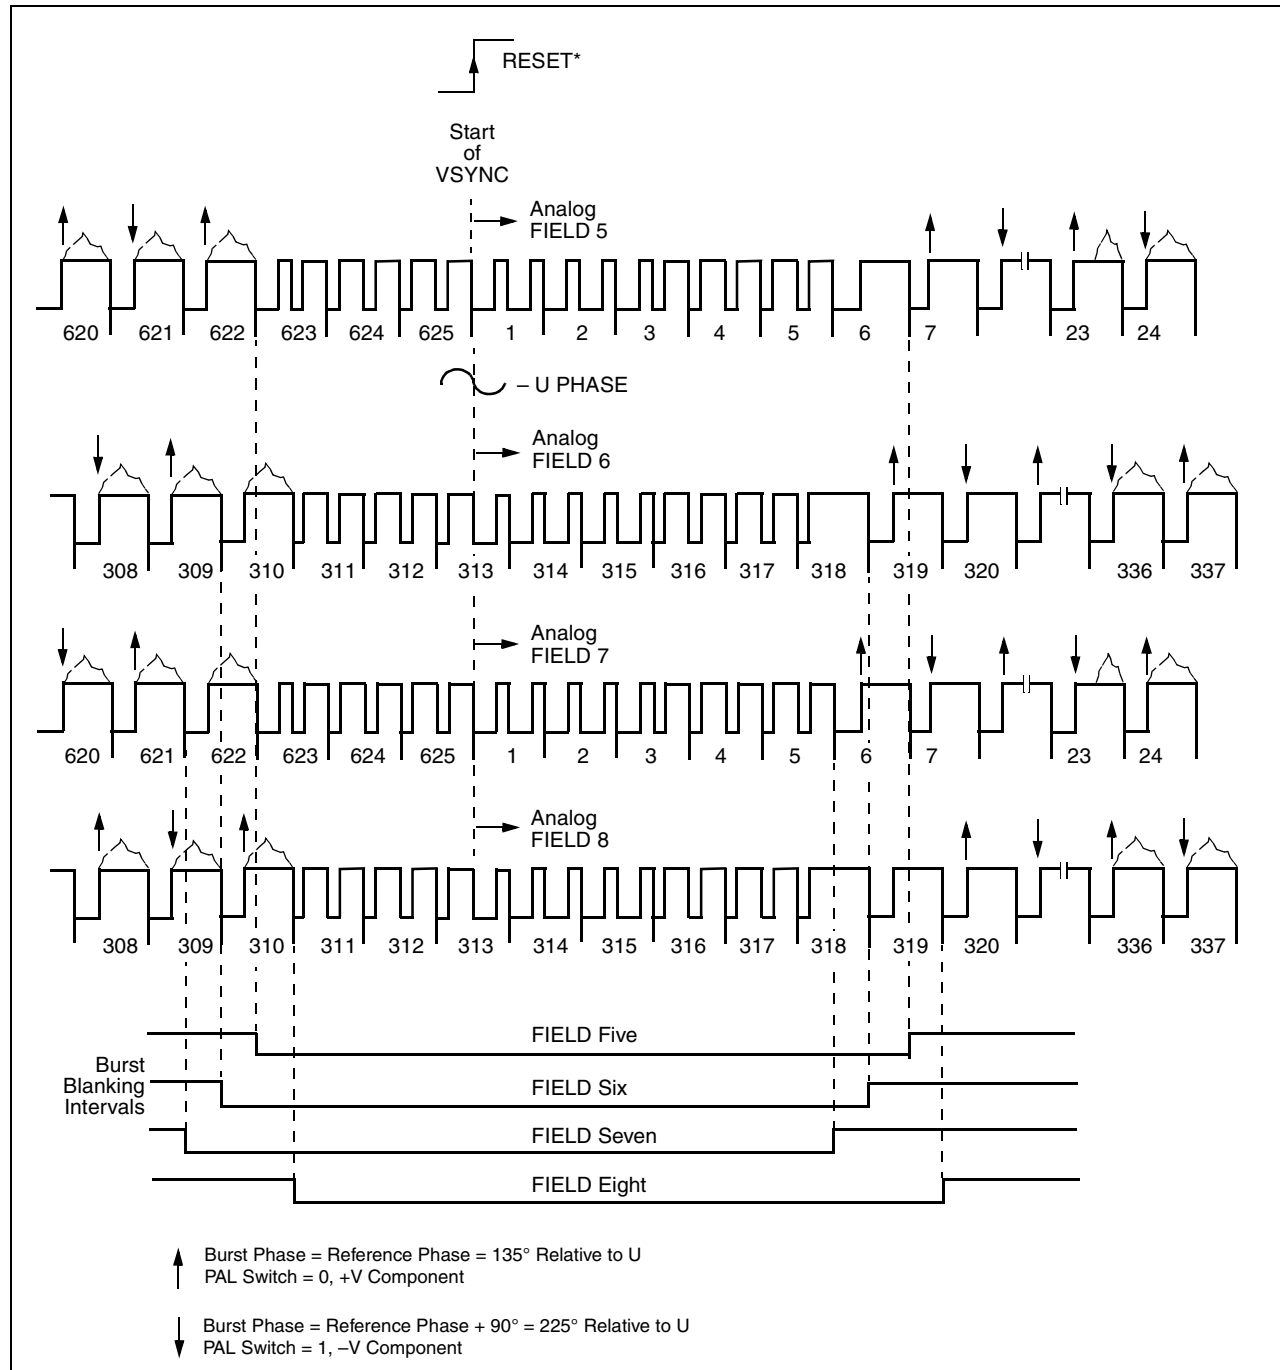 RESET*
Start
of
VSYNC
Analog
FIELD 5
620 621 622 623 624 625 1 2 3 4 5 6 7 23 24
– U PHASE
Analog
FIELD 6
308 309 310 311 312 313 314 315 316 317 318 319 320 336 337
Analog
FIELD 7
620 621 622 623 624 625 1 2 3 4 5 6 7 23 24
Analog
FIELD 8
308 309 310 311 312 313 314 315 316 317 318 319 320 336 337
Burst
Blanking
Intervals
FIELD Five
FIELD Six
FIELD Seven
FIELD Eight
Burst Phase = Reference Phase = 135° Relative to U
PAL Switch = 0, +V Component
Burst Phase = Reference Phase + 90° = 225° Relative to U
PAL Switch = 1, –V Component